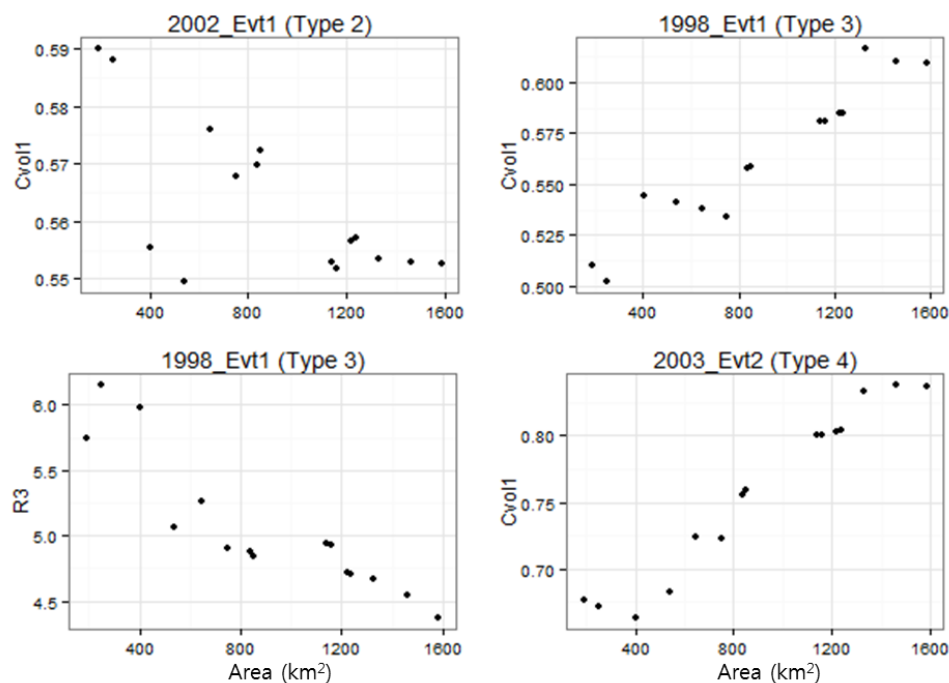 2002_Evt1 (Type 2)
Cvol1
0.59
0.58
0.57
0.56
0.55
400 800 1200 1600
1998_Evt1 (Type 3)
Cvol1
0.600
0.575
0.550
0.525
0.500
400 800 1200 1600
1998_Evt1 (Type 3)
R3
6.0
5.5
5.0
4.5
400 800 1200 1600
Area (km²)
2003_Evt2 (Type 4)
Cvol1
0.80
0.75
0.70
400 800 1200 1600
Area (km²)